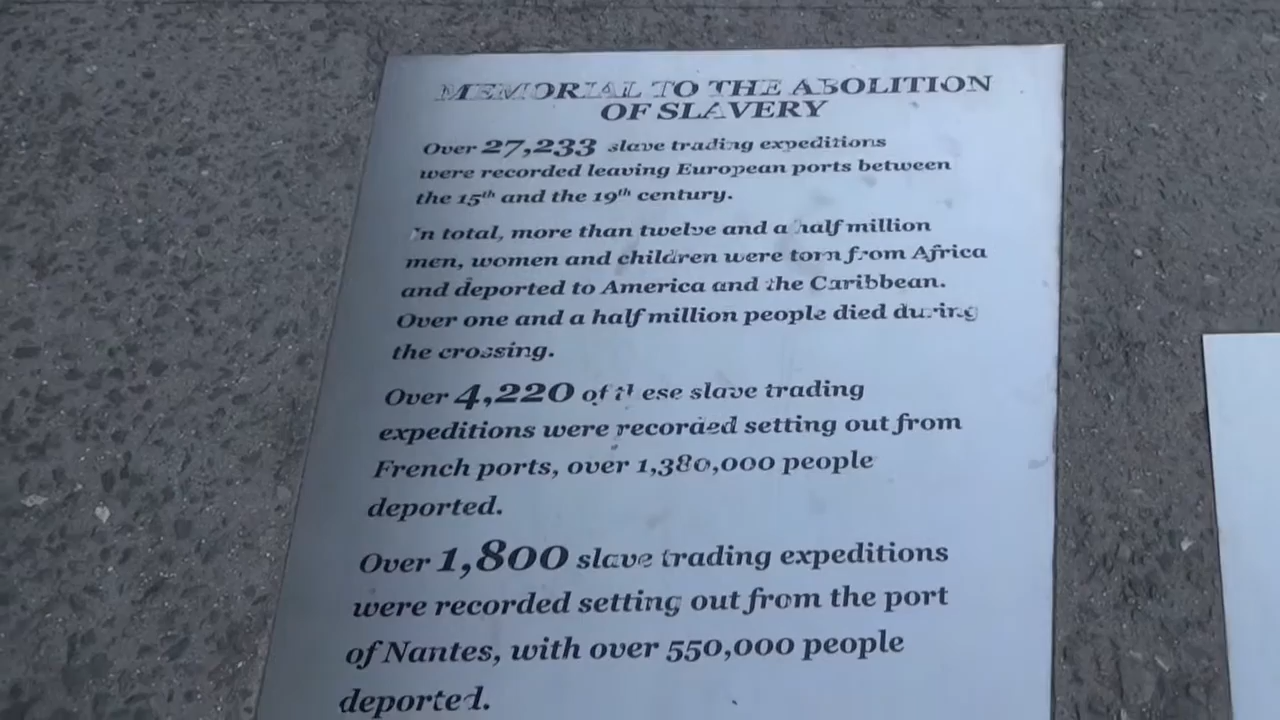 MEMORIAL TO THE ABOLITION
OF SLAVERY
Over 27,233 slave trading expeditions
were recorded leaving European ports between
the 15th and the 19th century.
In total, more than twelve and a half million
men, women and children were torn from Africa
and deported to America and the Caribbean.
Over one and a half million people died during
the crossing.
Over 4,220 of these slave trading
expeditions were recorded setting out from
French ports, over 1,380,000 people
deported.
Over 1,800 slave trading expeditions
were recorded setting out from the port
of Nantes, with over 550,000 people
deported.